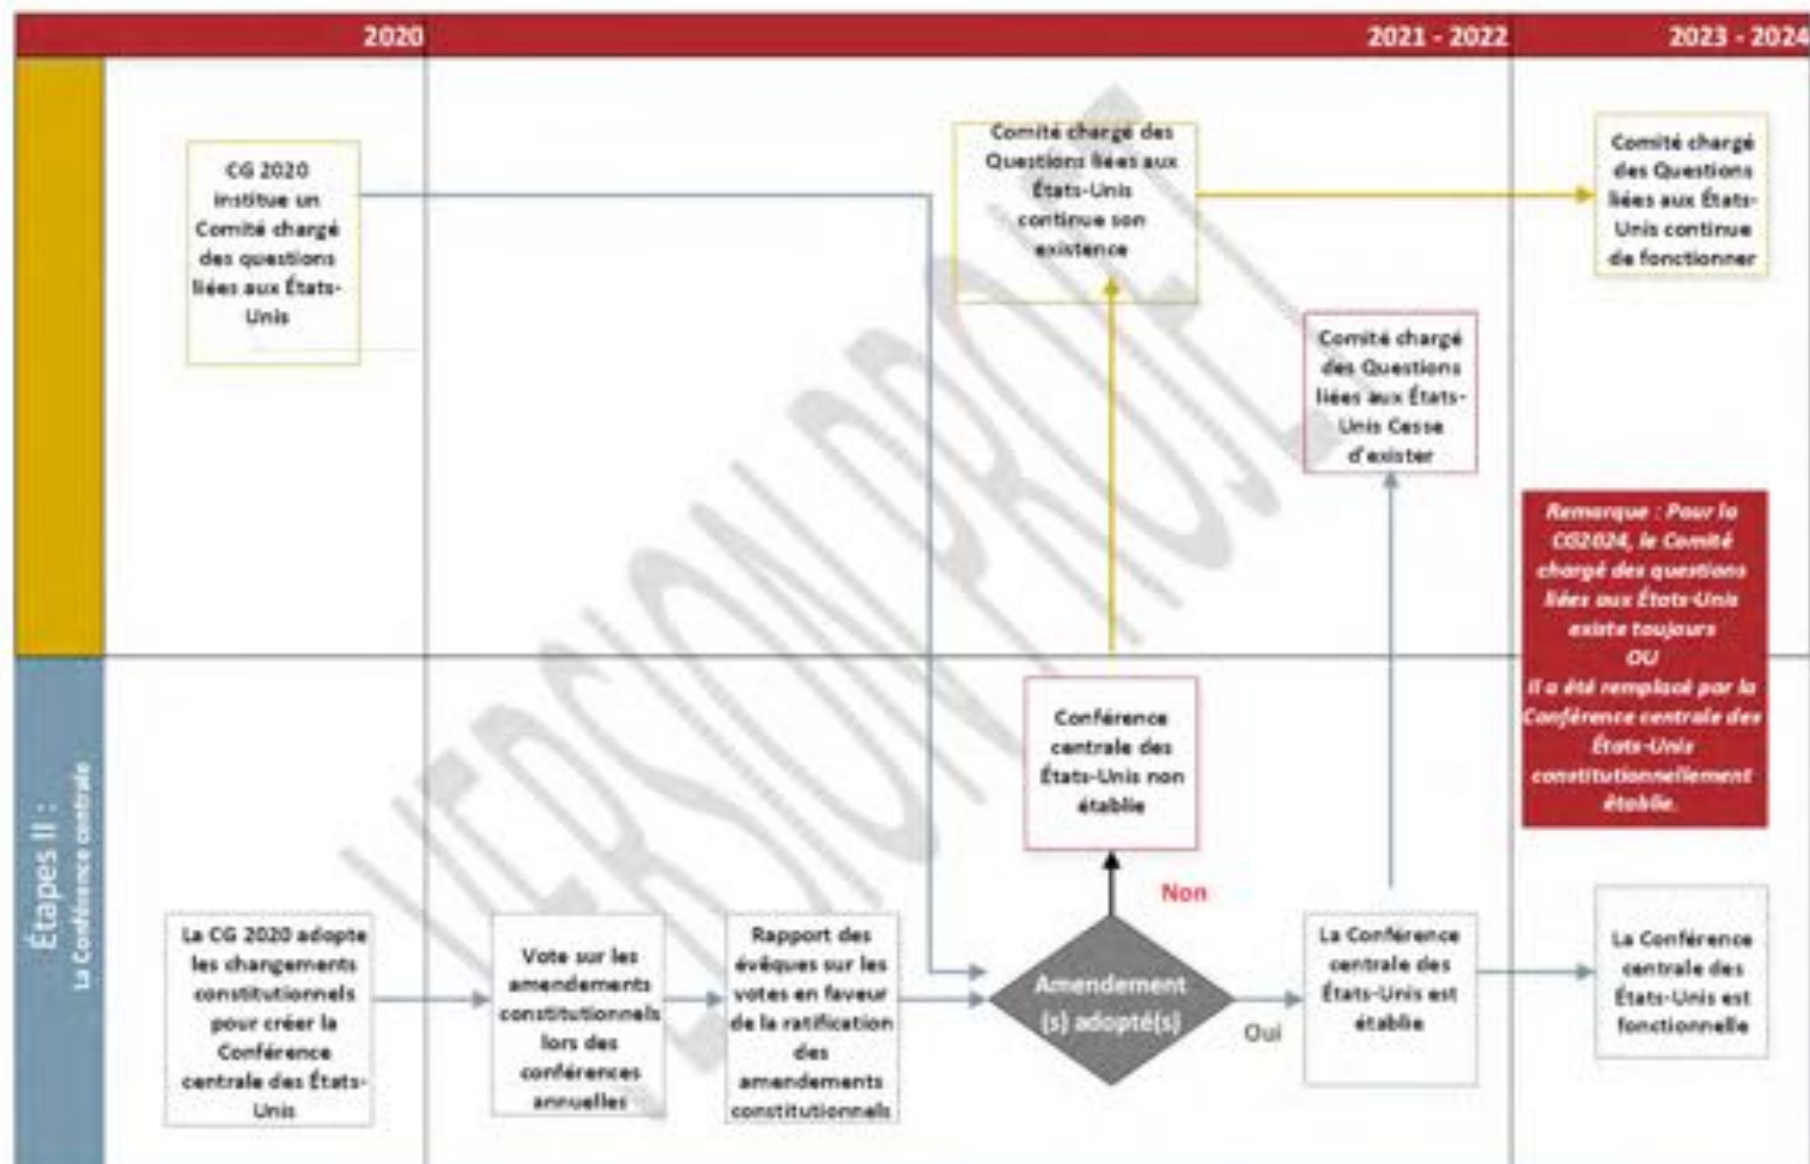 2020
2021 - 2022
2023 - 2024
CG 2020
institue un
Comité chargé
des questions
liées aux États-
Unis
Comité chargé des
Questions liées aux
États-Unis
continue son
existence
Comité chargé
des Questions
liées aux États-
Unis continue
de fonctionner
Comité chargé
des Questions
liées aux États-
Unis Cesse
d'exister
Remarque : Pour la
CG2024, le Comité
chargé des questions
liées aux États-Unis
existe toujours
OU
Il a été remplacé par la
Conférence centrale des
États-Unis
constitutionnellement
établie.
VERSION PROJET
Étapes II :
La Conférence centrale
Conférence
centrale des
États-Unis non
établie
Non
La CG 2020 adopte
les changements
constitutionnels
pour créer la
Conférence
centrale des États-
Unis
Vote sur les
amendements
constitutionnels
lors des
conférences
annuelles
Rapport des
évêques sur les
votes en faveur
de la ratification
des
amendements
constitutionnels
Amendement
(s) adopté(s)
Oui
La Conférence
centrale des
États-Unis est
établie
La Conférence
centrale des
États-Unis est
fonctionnelle